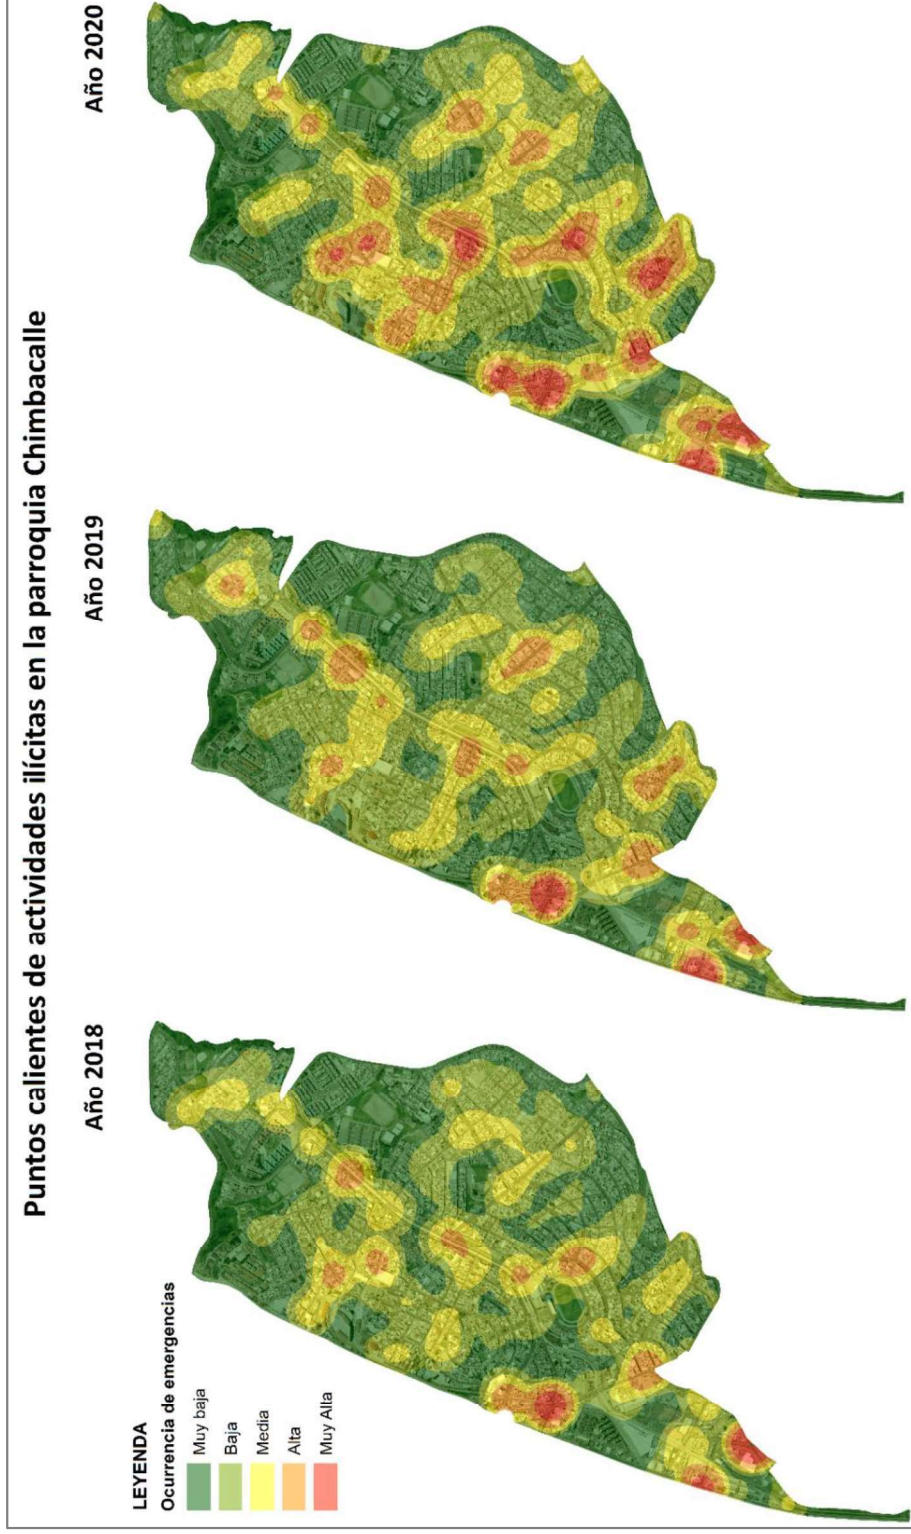 Puntos calientes de actividades ilícitas en la parroquia Chimbacalle
Año 2018
Año 2019
Año 2020
LEYENDA
Ocurrencia de emergencias
Muy baja
Baja
Media
Alta
Muy Alta